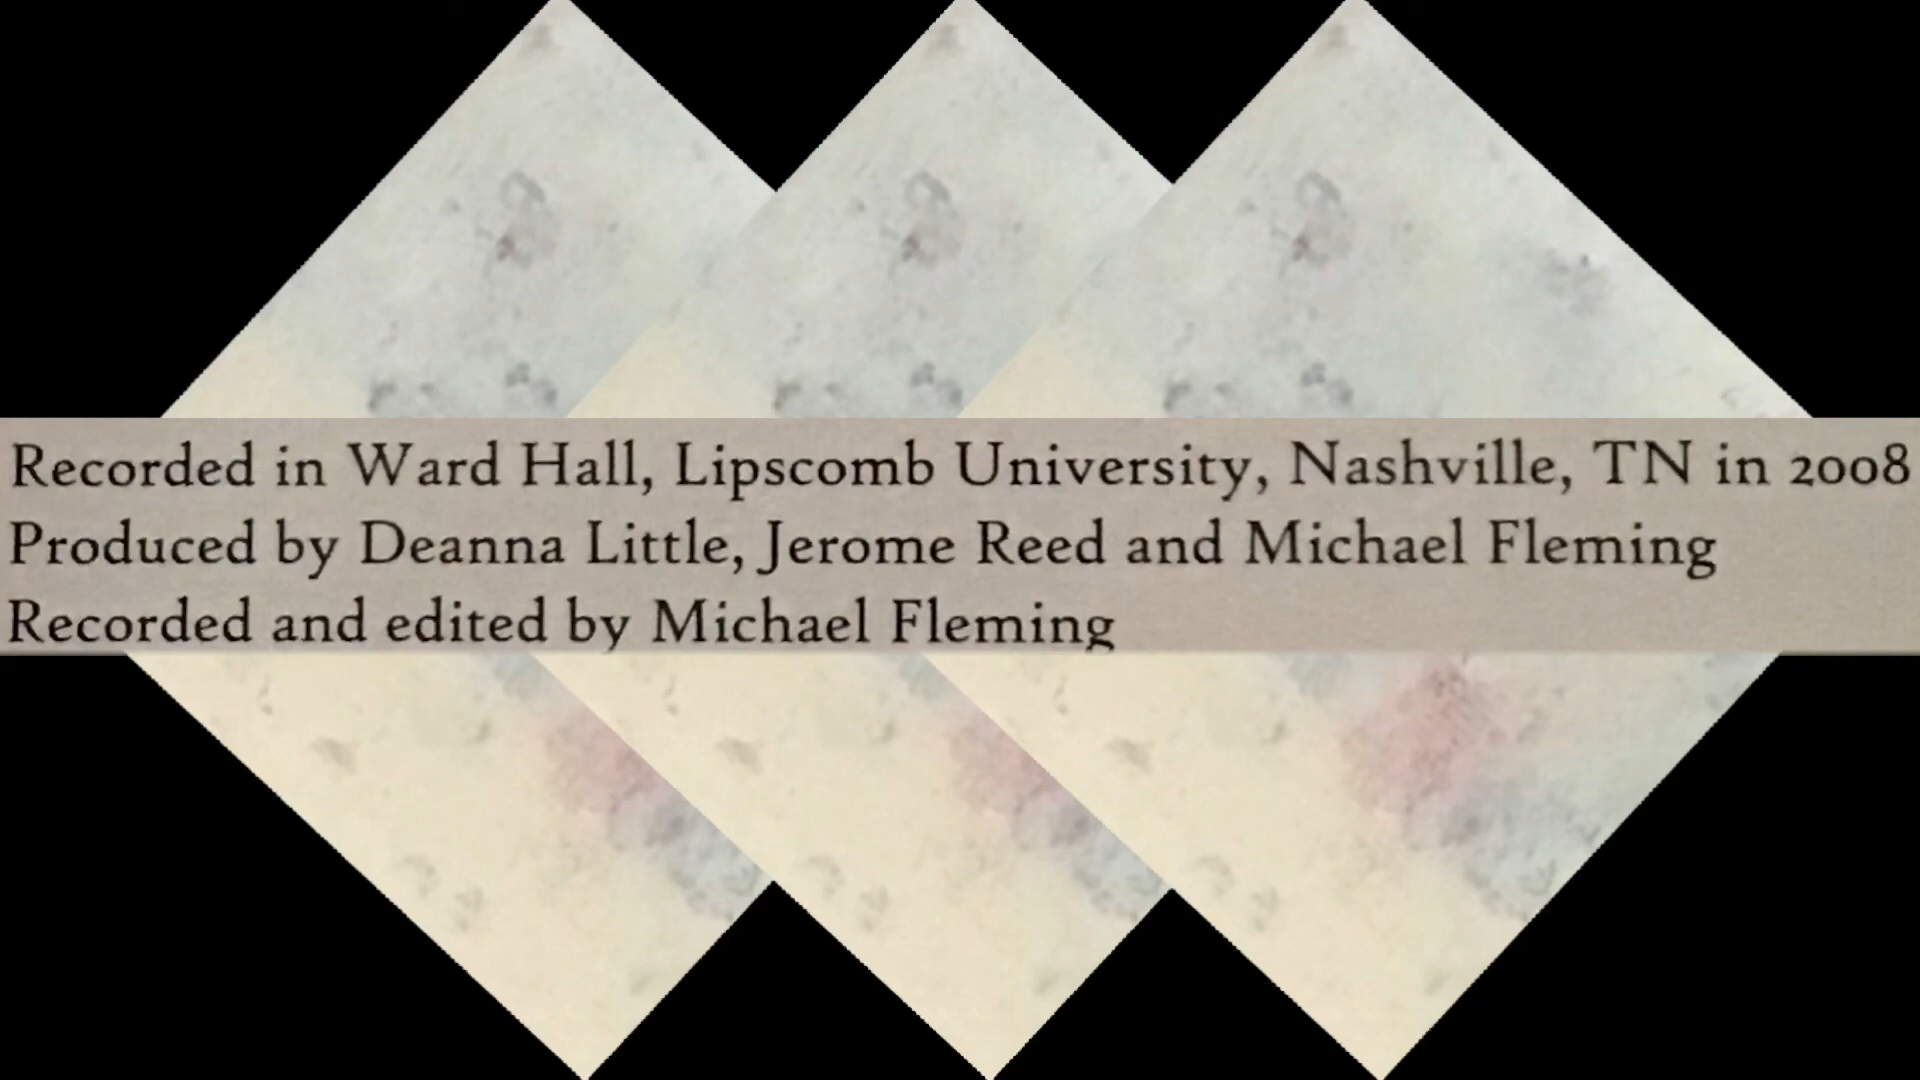 Recorded in Ward Hall, Lipscomb University, Nashville, TN in 2008
Produced by Deanna Little, Jerome Reed and Michael Fleming
Recorded and edited by Michael Fleming